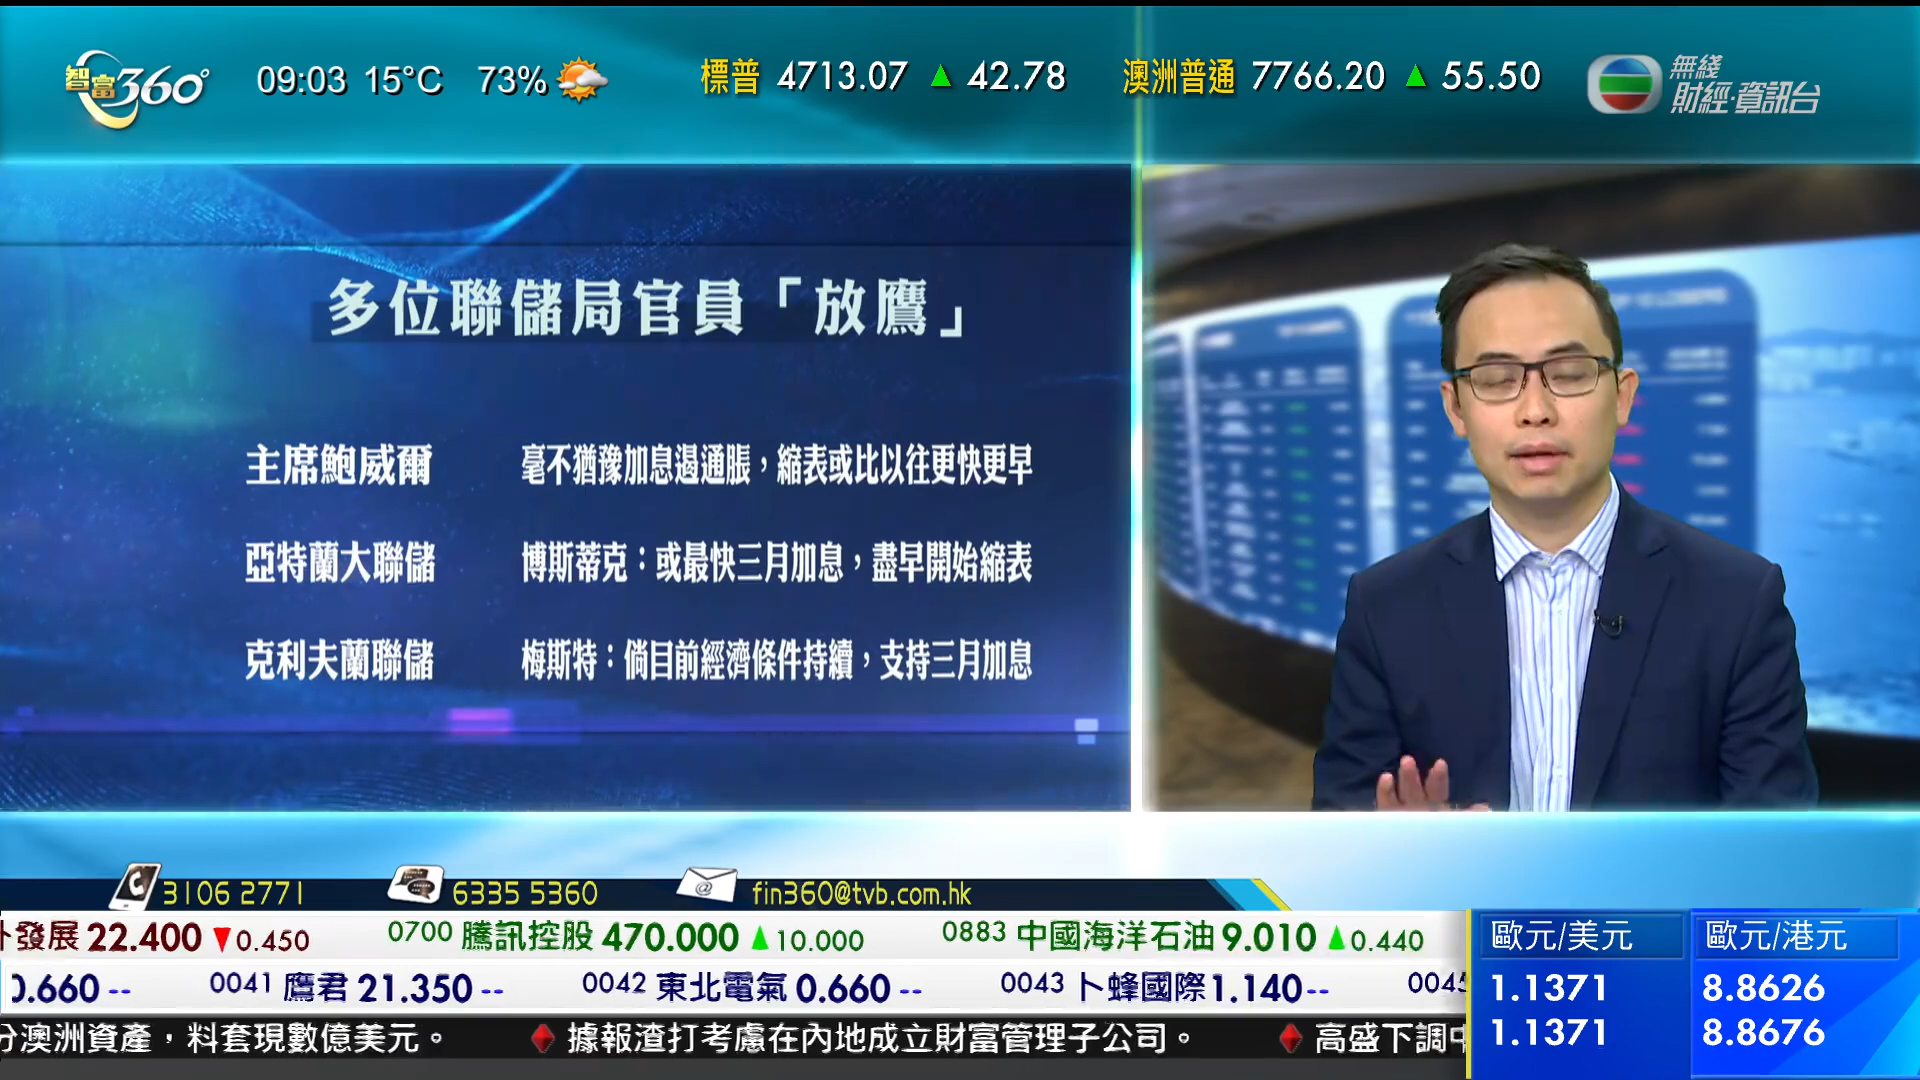 智富360°
09:03 15°C 73%
標普 4713.07 ▲ 42.78 澳洲普通 7766.20 ▲ 55.50
無綫
財經·資訊台
多位聯儲局官員「放鷹」
主席鮑威爾 毫不猶豫加息遏通脹，縮表或比以往更快更早
亞特蘭大聯儲 博斯蒂克：或最快三月加息，盡早開始縮表
克利夫蘭聯儲 梅斯特：倘目前經濟條件持續，支持三月加息
3106 2771 6335 5360 fin360@tvb.com.hk
發展 22.400 ▼0.450 0700 騰訊控股 470.000 ▲10.000 0883 中國海洋石油 9.010 ▲0.440
0.660 -- 0041 鷹君 21.350 -- 0042 東北電氣 0.660 -- 0043 卜蜂國際 1.140 -- 0045
澳洲資產，料套現數億美元。 據報渣打考慮在內地成立財富管理子公司。 高盛下調
歐元/美元 歐元/港元
1.1371 8.8626
1.1371 8.8676